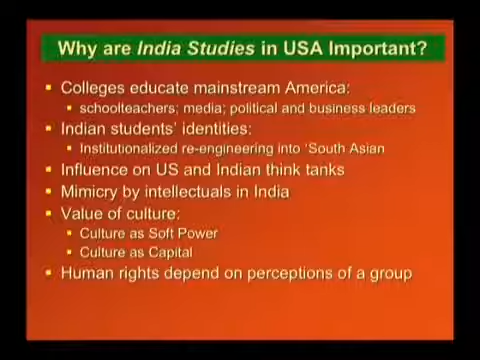 Why are India Studies in USA Important?
Colleges educate mainstream America:
schoolteachers; media; political and business leaders
Indian students' identities:
Institutionalized re-engineering into 'South Asian
Influence on US and Indian think tanks
Mimicry by intellectuals in India
Value of culture:
Culture as Soft Power
Culture as Capital
Human rights depend on perceptions of a group